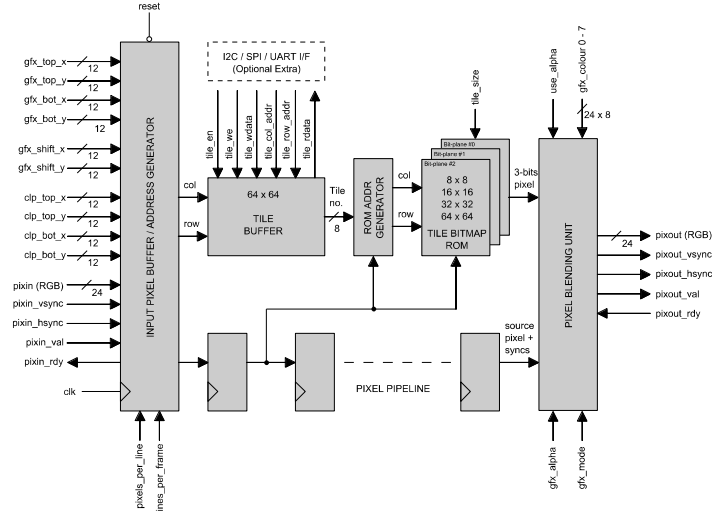 reset
gfx_top_x
12
gfx_top_y
12
gfx_bot_x
12
gfx_bot_y
12
gfx_shift_x
12
gfx_shift_y
12
clp_top_x
12
clp_top_y
12
clp_bot_x
12
clp_bot_y
12
pixin (RGB)
24
pixin_vsync
pixin_hsync
pixin_val
pixin_rdy
clk
INPUT PIXEL BUFFER / ADDRESS GENERATOR
pixels_per_line
ines_per_frame
I2C / SPI / UART I/F
(Optional Extra)
tile_en
tile_we
tile_wdata
tile_col_addr
tile_row_addr
tile_rdata
col
row
64 x 64
TILE
BUFFER
Tile
no.
8
ROM ADDR
GENERATOR
col
row
tile_size
Bit-plane #0
Bit-plane #1
Bit-plane #2
8 x 8
16 x 16
32 x 32
64 x 64
TILE BITMAP
ROM
3-bits
pixel
use_alpha
gfx_colour 0 - 7
24 x 8
PIXEL BLENDING UNIT
source
pixel +
syncs
PIXEL PIPELINE
gfx_alpha
gfx_mode
pixout (RGB)
24
pixout_vsync
pixout_hsync
pixout_val
pixout_rdy